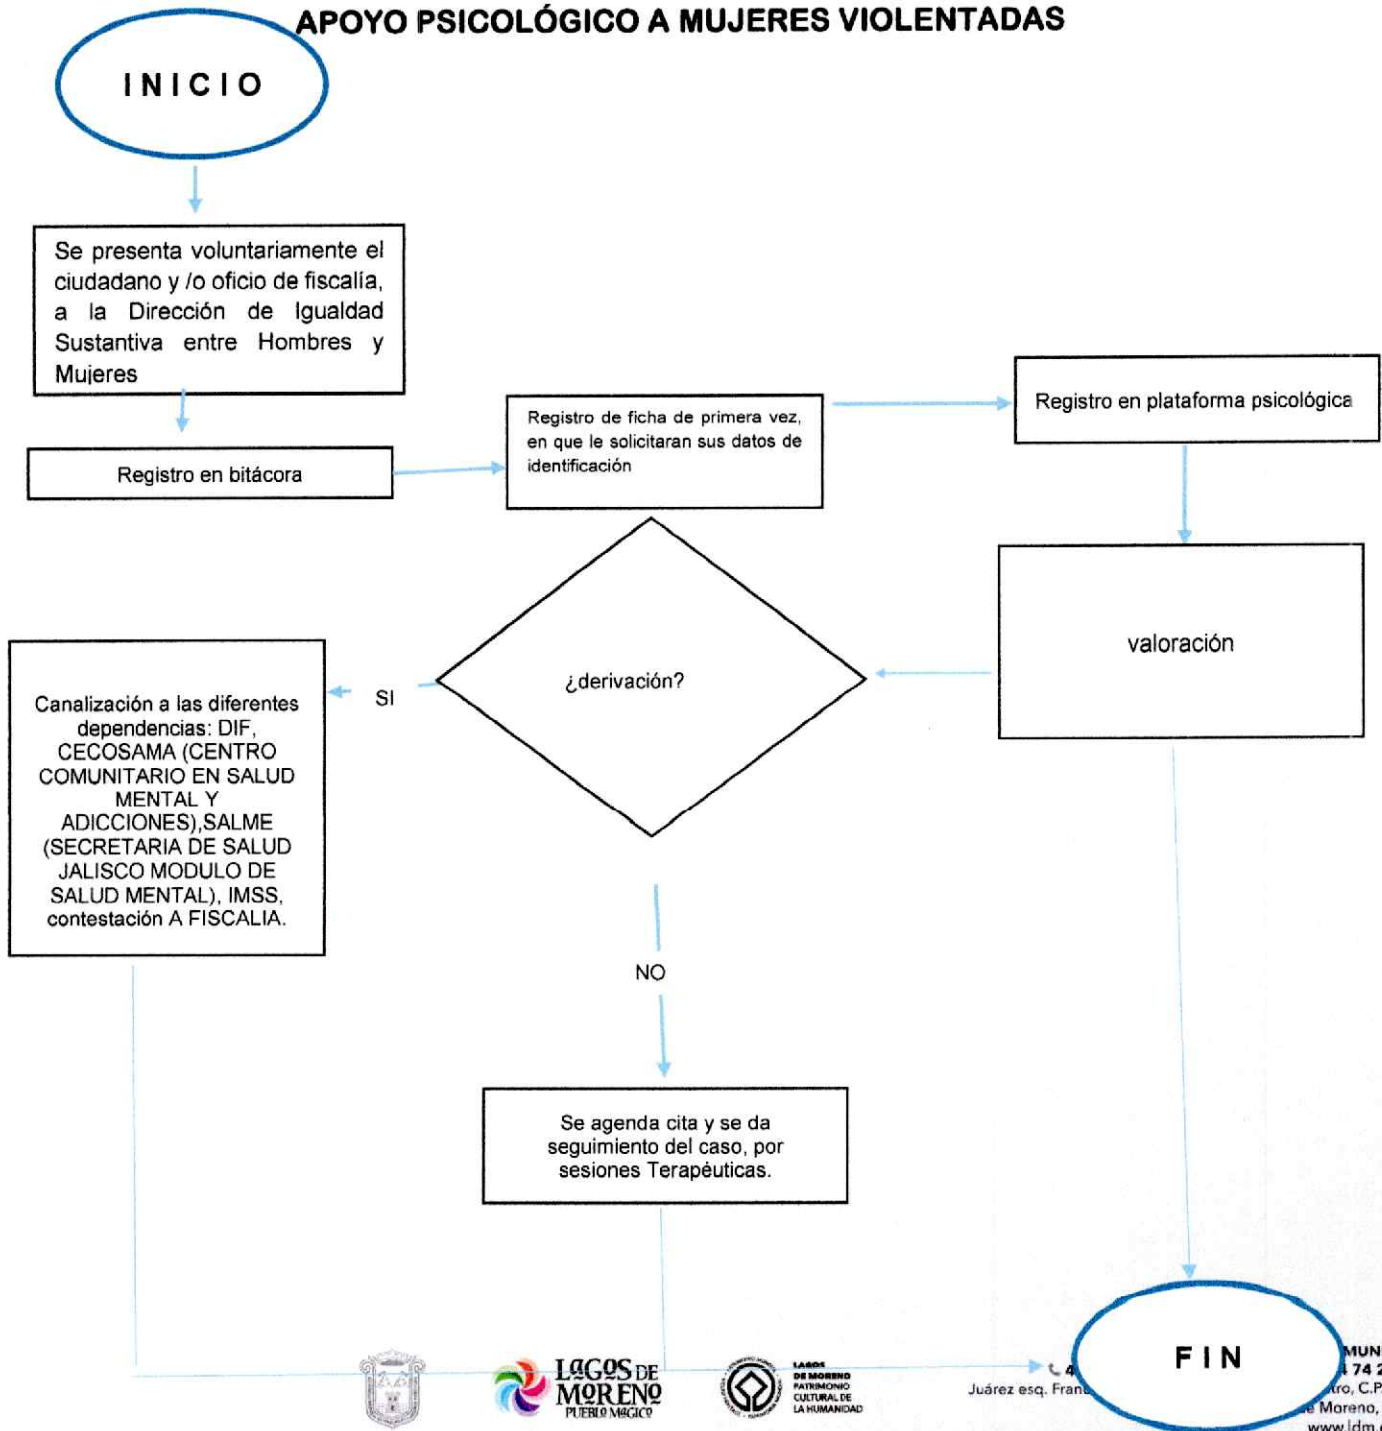 APOYO PSICOLÓGICO A MUJERES VIOLENTADAS
I N I C I O
Se presenta voluntariamente el
ciudadano y /o oficio de fiscalía,
a la Dirección de Igualdad
Sustantiva entre Hombres y
Mujeres
Registro en bitácora
Registro de ficha de primera vez,
en que le solicitaran sus datos de
identificación
Registro en plataforma psicológica
valoración
¿derivación?
SI
Canalización a las diferentes
dependencias: DIF,
CECOSAMA (CENTRO
COMUNITARIO EN SALUD
MENTAL Y
ADICCIONES),SALME
(SECRETARIA DE SALUD
JALISCO MODULO DE
SALUD MENTAL), IMSS,
contestación A FISCALIA.
NO
Se agenda cita y se da
seguimiento del caso, por
sesiones Terapéuticas.
F I N
LAGOS DE
MORENO
PUEBLO MÁGICO
LAGOS
DE MORENO
PATRIMONIO
CULTURAL DE
LA HUMANIDAD
4
74 2
Juárez esq.
C.P.
Moreno,